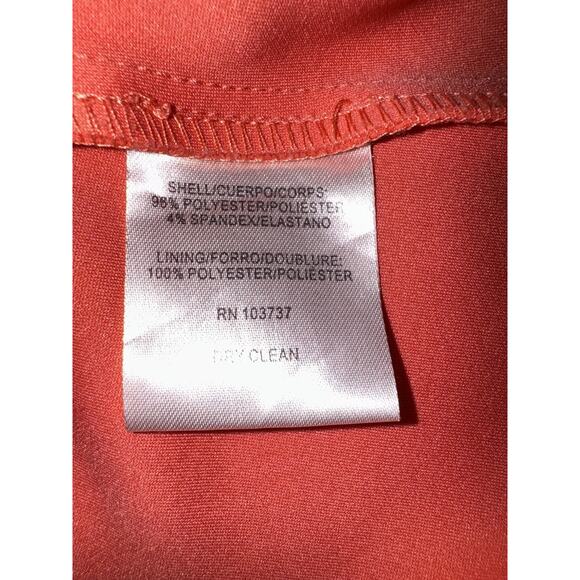 SHELL/CUERPO/CORPS:
96% POLYESTER/POLIÉSTER
4% SPANDEX/ELASTANO
LINING/FORRO/DOUBLURE:
100% POLYESTER/POLIÉSTER
RN 103737
DRY CLEAN